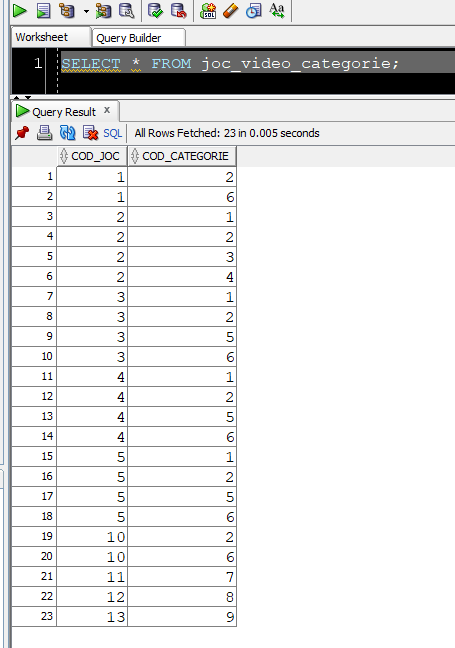 Worksheet Query Builder
1 SELECT * FROM joc_video_categorie;
Query Result x
SQL All Rows Fetched: 23 in 0.005 seconds
COD_JOC COD_CATEGORIE
1 1 2
2 1 6
3 2 1
4 2 2
5 2 3
6 2 4
7 3 1
8 3 2
9 3 5
10 3 6
11 4 1
12 4 2
13 4 5
14 4 6
15 5 1
16 5 2
17 5 5
18 5 6
19 10 2
20 10 6
21 11 7
22 12 8
23 13 9